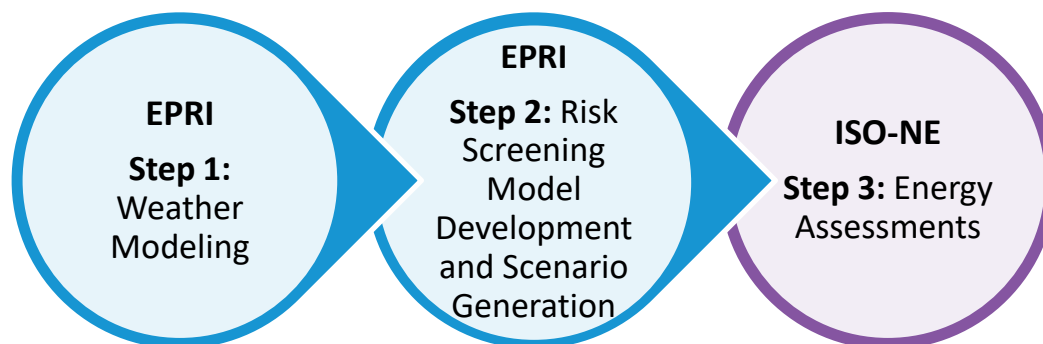 EPRI
Step 1:
Weather
Modeling
EPRI
Step 2: Risk
Screening
Model
Development
and Scenario
Generation
ISO-NE
Step 3: Energy
Assessments